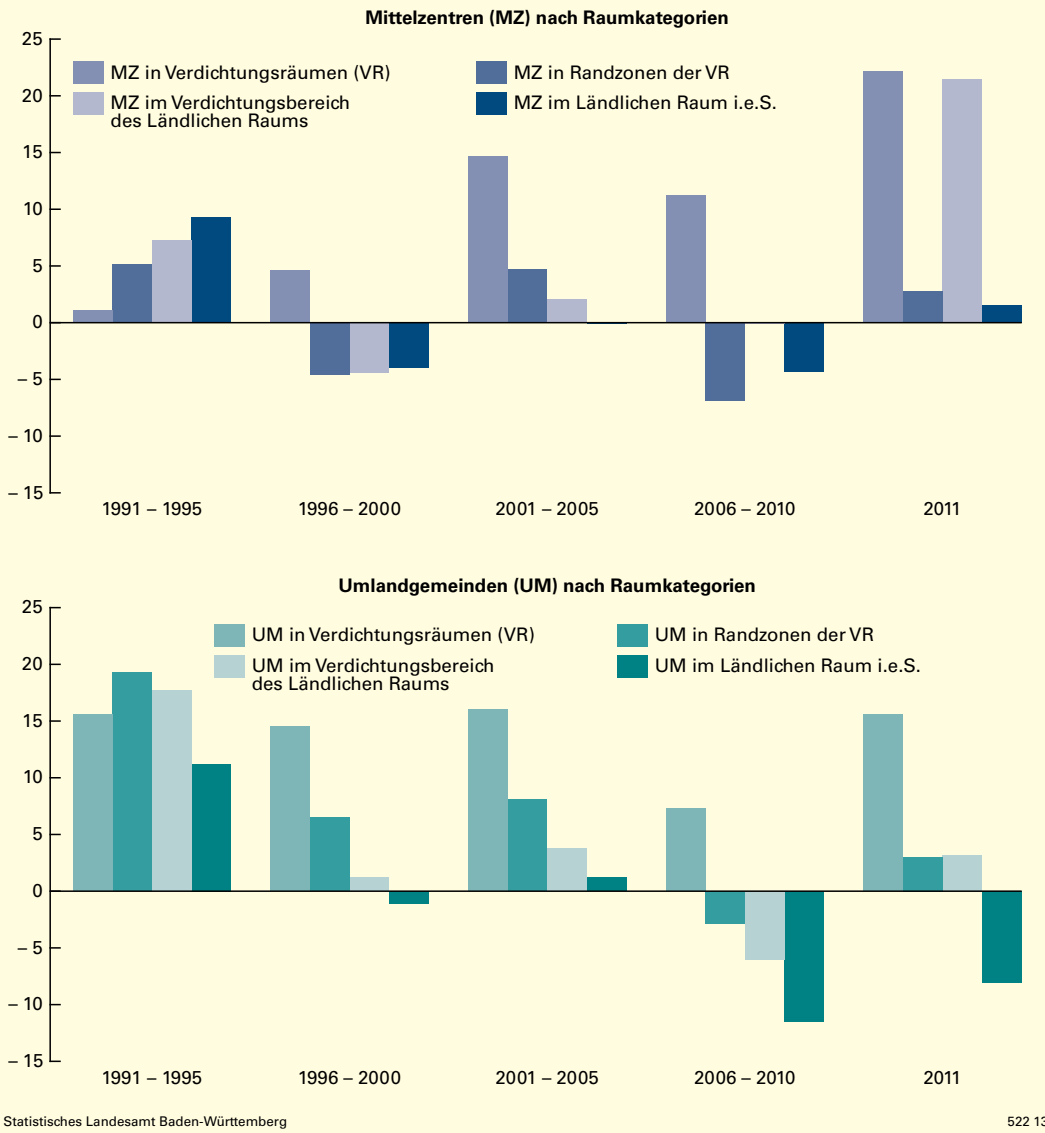 Mittelzentren (MZ) nach Raumkategorien
25
20
15
10
5
0
– 5
– 10
– 15
MZ in Verdichtungsräumen (VR)
MZ in Randzonen der VR
MZ im Verdichtungsbereich
des Ländlichen Raums
MZ im Ländlichen Raum i.e.S.
1991 – 1995
1996 – 2000
2001 – 2005
2006 – 2010
2011
Umlandgemeinden (UM) nach Raumkategorien
25
20
15
10
5
0
– 5
– 10
– 15
UM in Verdichtungsräumen (VR)
UM in Randzonen der VR
UM im Verdichtungsbereich
des Ländlichen Raums
UM im Ländlichen Raum i.e.S.
1991 – 1995
1996 – 2000
2001 – 2005
2006 – 2010
2011
Statistisches Landesamt Baden-Württemberg
522 13